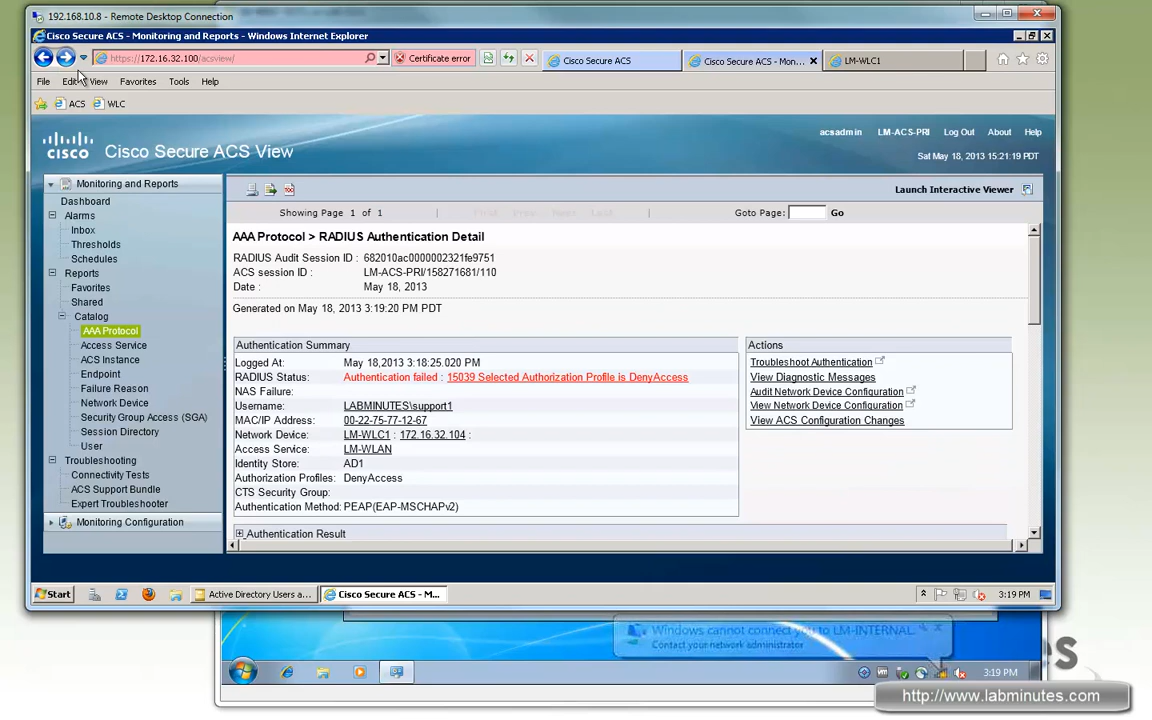 192.168.10.8 - Remote Desktop Connection
Cisco Secure ACS - Monitoring and Reports - Windows Internet Explorer
https://172.16.32.100/acsview/
Certificate error
Cisco Secure ACS
Cisco Secure ACS - Mon...
LM-WLC1
File Edit View Favorites Tools Help
ACS WLC
acsadmin LM-ACS-PRI Log Out About Help
CISCO Cisco Secure ACS View
Sat May 18, 2013 15:21:19 PDT
Monitoring and Reports
Dashboard
Alarms
Inbox
Thresholds
Schedules
Reports
Favorites
Shared
Catalog
AAA Protocol
Access Service
ACS Instance
Endpoint
Failure Reason
Network Device
Security Group Access (SGA)
Session Directory
User
Troubleshooting
Connectivity Tests
ACS Support Bundle
Expert Troubleshooter
Monitoring Configuration
Launch Interactive Viewer
Showing Page 1 of 1 | First Prev Next Last | Goto Page: Go
AAA Protocol > RADIUS Authentication Detail
RADIUS Audit Session ID : 682010ac0000002321fe9751
ACS session ID : LM-ACS-PRI/158271681/110
Date : May 18, 2013
Generated on May 18, 2013 3:19:20 PM PDT
Authentication Summary
Logged At: May 18,2013 3:18:25.020 PM
RADIUS Status: Authentication failed : 15039 Selected Authorization Profile is DenyAccess
NAS Failure:
Username: LABMINUTES\support1
MAC/IP Address: 00-22-75-77-12-67
Network Device: LM-WLC1 : 172.16.32.104 :
Access Service: LM-WLAN
Identity Store: AD1
Authorization Profiles: DenyAccess
CTS Security Group:
Authentication Method: PEAP(EAP-MSCHAPv2)
Authentication Result
Actions
Troubleshoot Authentication
View Diagnostic Messages
Audit Network Device Configuration
View Network Device Configuration
View ACS Configuration Changes
Start
Active Directory Users a...
Cisco Secure ACS - M...
3:19 PM
Windows cannot connect you to LM-INTERNAL.
Contact your network administrator
3:19 PM
es
http://www.labminutes.com